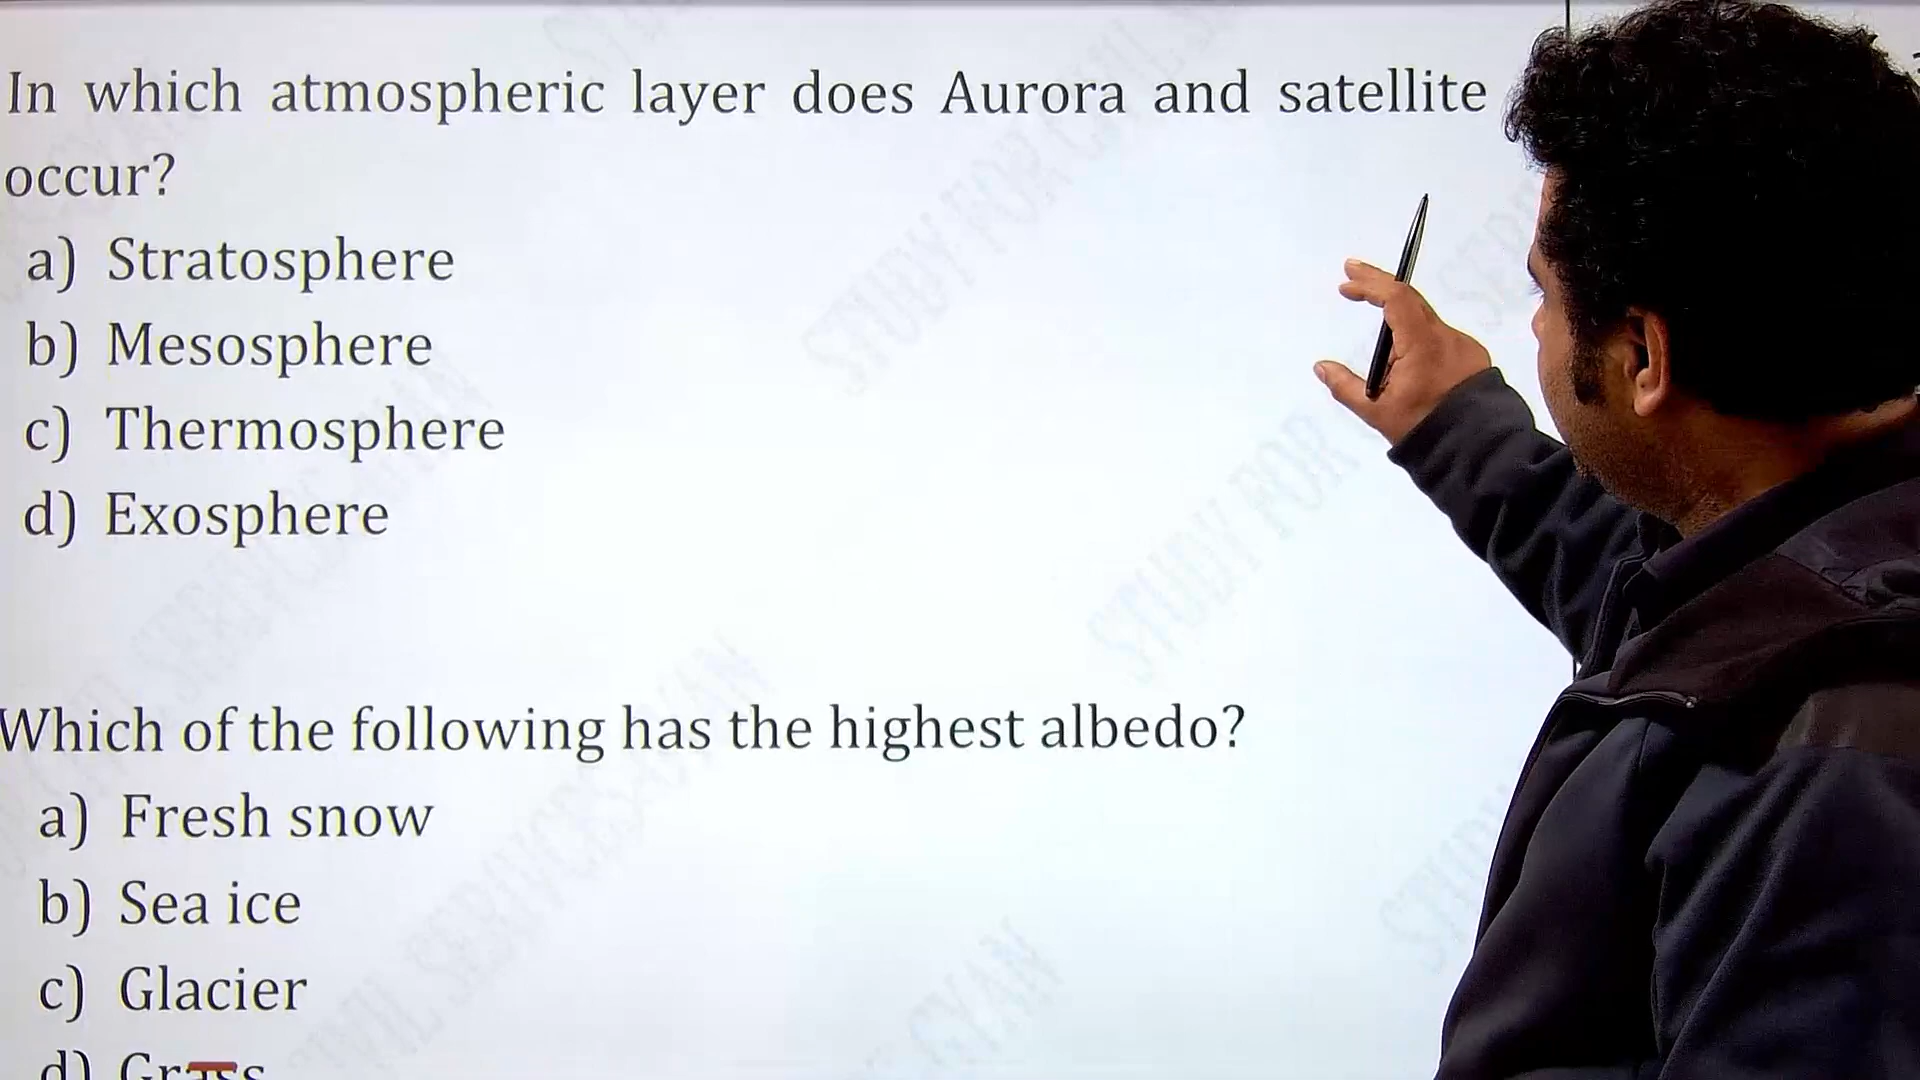 In which atmospheric layer does Aurora and satellite
occur?
a) Stratosphere
b) Mesosphere
c) Thermosphere
d) Exosphere
Which of the following has the highest albedo?
a) Fresh snow
b) Sea ice
c) Glacier
d) Grass